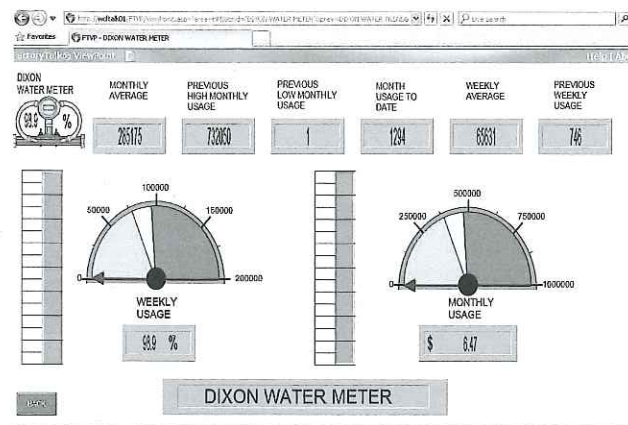 Favorites FTVP - DIXON WATER METER
DIXON WATER METER
98.9 %
MONTHLY AVERAGE
265175
PREVIOUS HIGH MONTHLY USAGE
732050
PREVIOUS LOW MONTHLY USAGE
1
MONTH USAGE TO DATE
1294
WEEKLY AVERAGE
65631
PREVIOUS WEEKLY USAGE
746
0 50000 100000 150000 200000
WEEKLY USAGE
98.9 %
0 250000 500000 750000 1000000
MONTHLY USAGE
$ 6.47
BACK
DIXON WATER METER